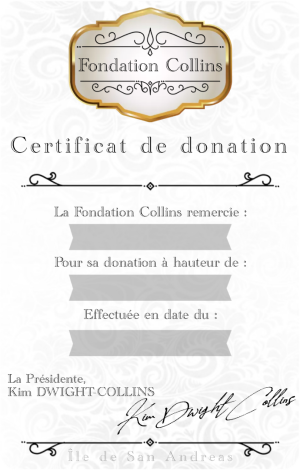 Fondation Collins
Certificat de donation
La Fondation Collins remercie :
Pour sa donation à hauteur de :
Effectuée en date du :
La Présidente,
Kim DWIGHT-COLLINS
Kim Dwight Collins
Île de San Andreas